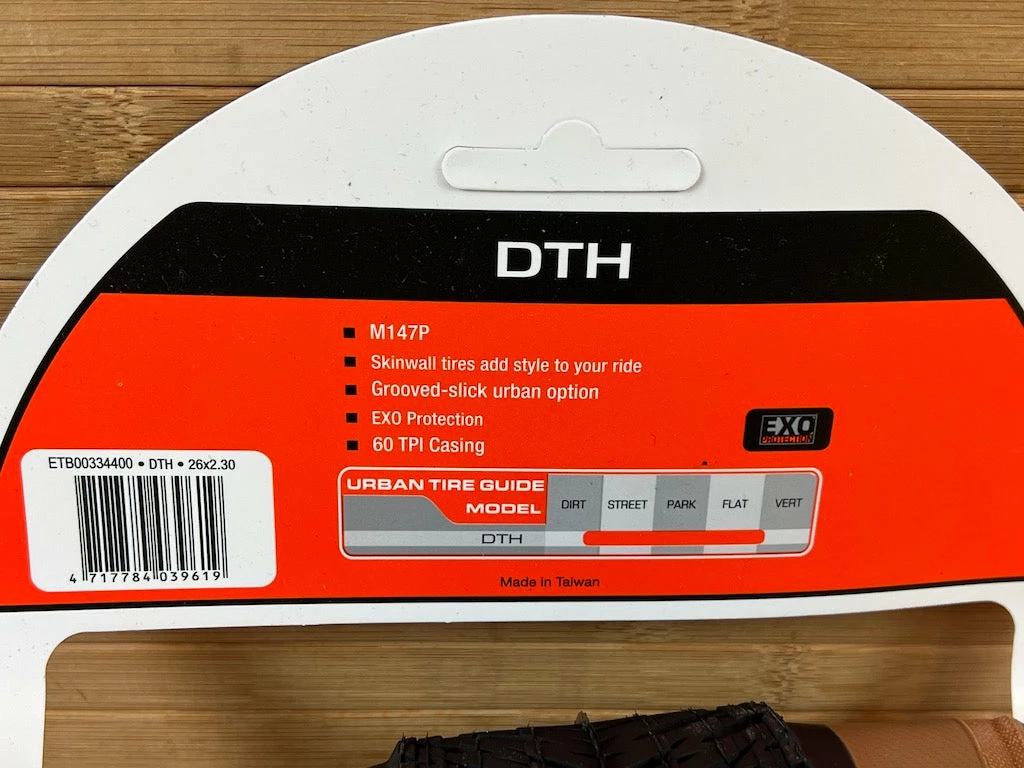 DTH
M147P
Skinwall tires add style to your ride
Grooved-slick urban option
EXO Protection
60 TPI Casing
EXO
PROTECTION
ETB00334400 • DTH • 26x2.30
4 717784 039619
URBAN TIRE GUIDE
MODEL
DIRT STREET PARK FLAT VERT
DTH
Made in Taiwan